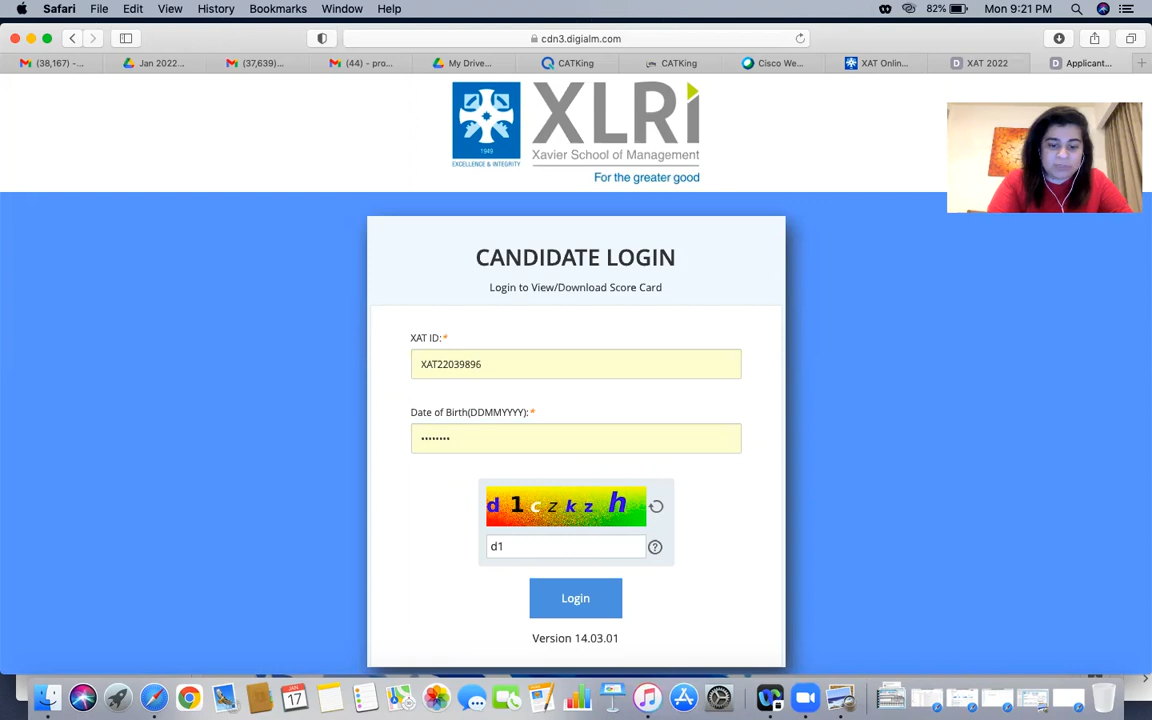 Safari File Edit View History Bookmarks Window Help 82% Mon 9:21 PM
cdn3.digialm.com
(38,167) -... Jan 2022... (37,639)... (44) - pro... My Drive... CATKing CATKing Cisco We... XAT Onlin... XAT 2022 Applicant...
1949
EXCELLENCE & INTEGRITY
XLRi
Xavier School of Management
For the greater good
CANDIDATE LOGIN
Login to View/Download Score Card
XAT ID:*
XAT22039896
Date of Birth(DDMMYYYY):*
••••••••
d 1 c z k z h
d1
Login
Version 14.03.01
JAN
17